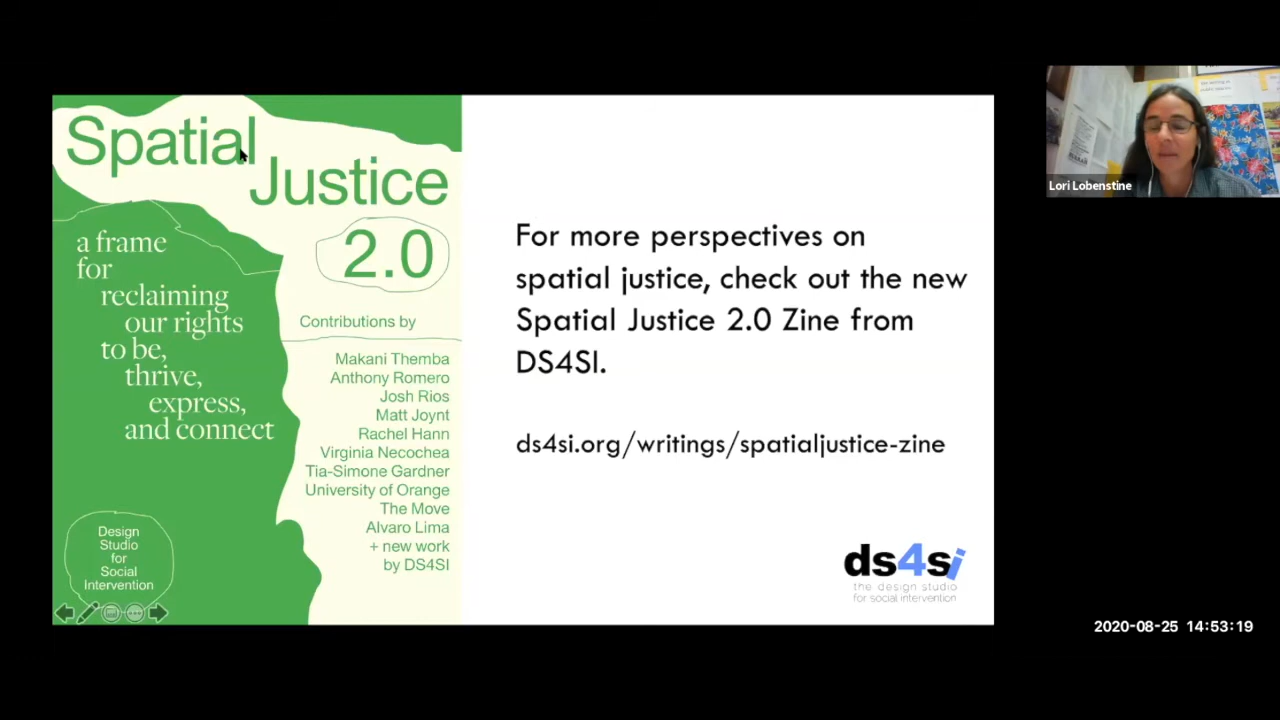 Spatial
Justice
2.0
a frame
for
reclaiming
our rights
to be,
thrive,
express,
and connect
Contributions by
Makani Themba
Anthony Romero
Josh Rios
Matt Joynt
Rachel Hann
Virginia Necochea
Tia-Simone Gardner
University of Orange
The Move
Alvaro Lima
+ new work
by DS4SI
Design
Studio
for
Social
Intervention
For more perspectives on
spatial justice, check out the new
Spatial Justice 2.0 Zine from
DS4SI.
ds4si.org/writings/spatialjustice-zine
ds4si
the design studio
for social intervention
Lori Lobenstine
2020-08-25 14:53:19